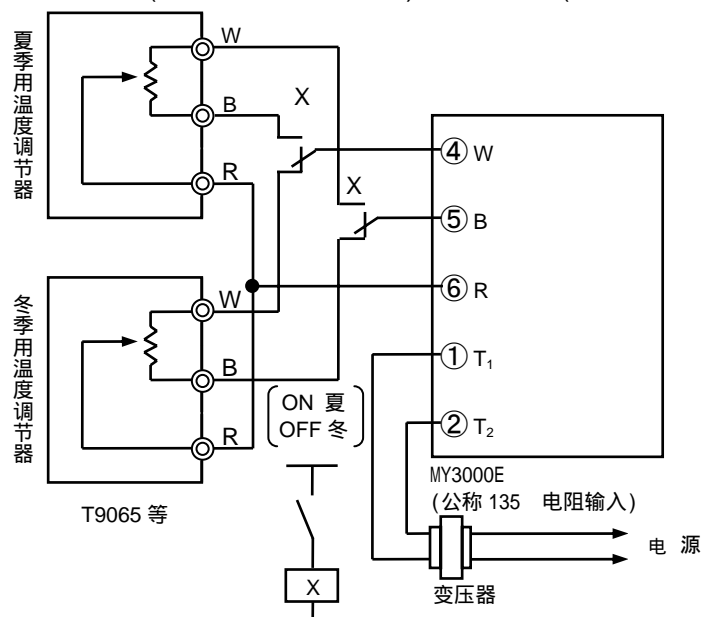 夏季用温度调节器
W
B
R
X
X
④ W
⑤ B
⑥ R
① T₁
② T₂
冬季用温度调节器
W
B
R
ON 夏
OFF 冬
T9065 等
X
MY3000E
(公称 135 电阻输入)
变压器
电 源